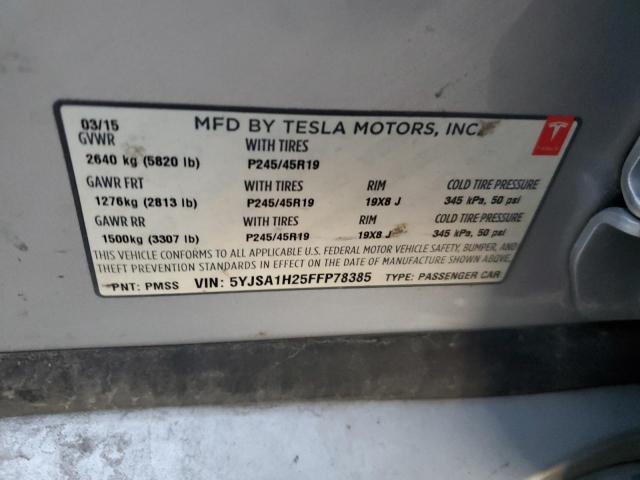 03/15 MFD BY TESLA MOTORS, INC.
GVWR WITH TIRES
2640 kg (5820 lb) P245/45R19
GAWR FRT WITH TIRES RIM COLD TIRE PRESSURE
1276kg (2813 lb) P245/45R19 19X8 J 345 kPa, 50 psi
GAWR RR WITH TIRES RIM COLD TIRE PRESSURE
1500kg (3307 lb) P245/45R19 19X8 J 345 kPa, 50 psi
THIS VEHICLE CONFORMS TO ALL APPLICABLE U.S. FEDERAL MOTOR VEHICLE SAFETY, BUMPER, AND
THEFT PREVENTION STANDARDS IN EFFECT ON THE DATE OF MANUFACTURE SHOWN ABOVE.
PNT: PMSS VIN: 5YJSA1H25FFP78385 TYPE: PASSENGER CAR